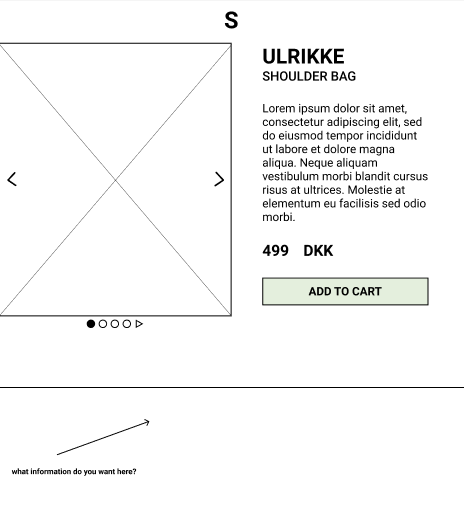 S
ULRIKKE
SHOULDER BAG
Lorem ipsum dolor sit amet,
consectetur adipiscing elit, sed
do eiusmod tempor incididunt
ut labore et dolore magna
aliqua. Neque aliquam
vestibulum morbi blandit cursus
risus at ultrices. Molestie at
elementum eu facilisis sed odio
morbi.
499 DKK
ADD TO CART
what information do you want here?